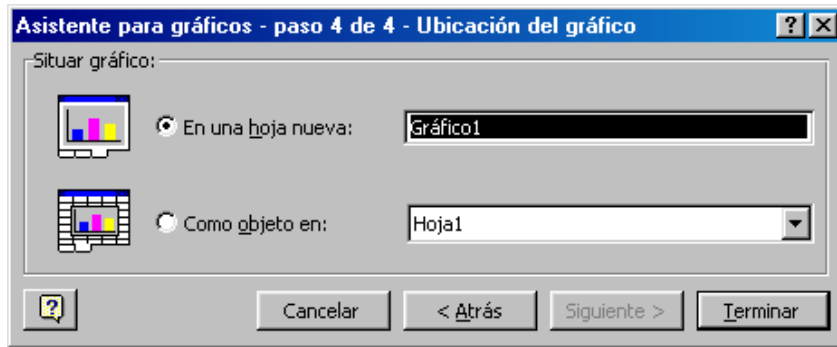 Asistente para gráficos - paso 4 de 4 - Ubicación del gráfico
Situar gráfico:
En una hoja nueva: Gráfico1
Como objeto en: Hoja1
Cancelar < Atrás Siguiente > Terminar